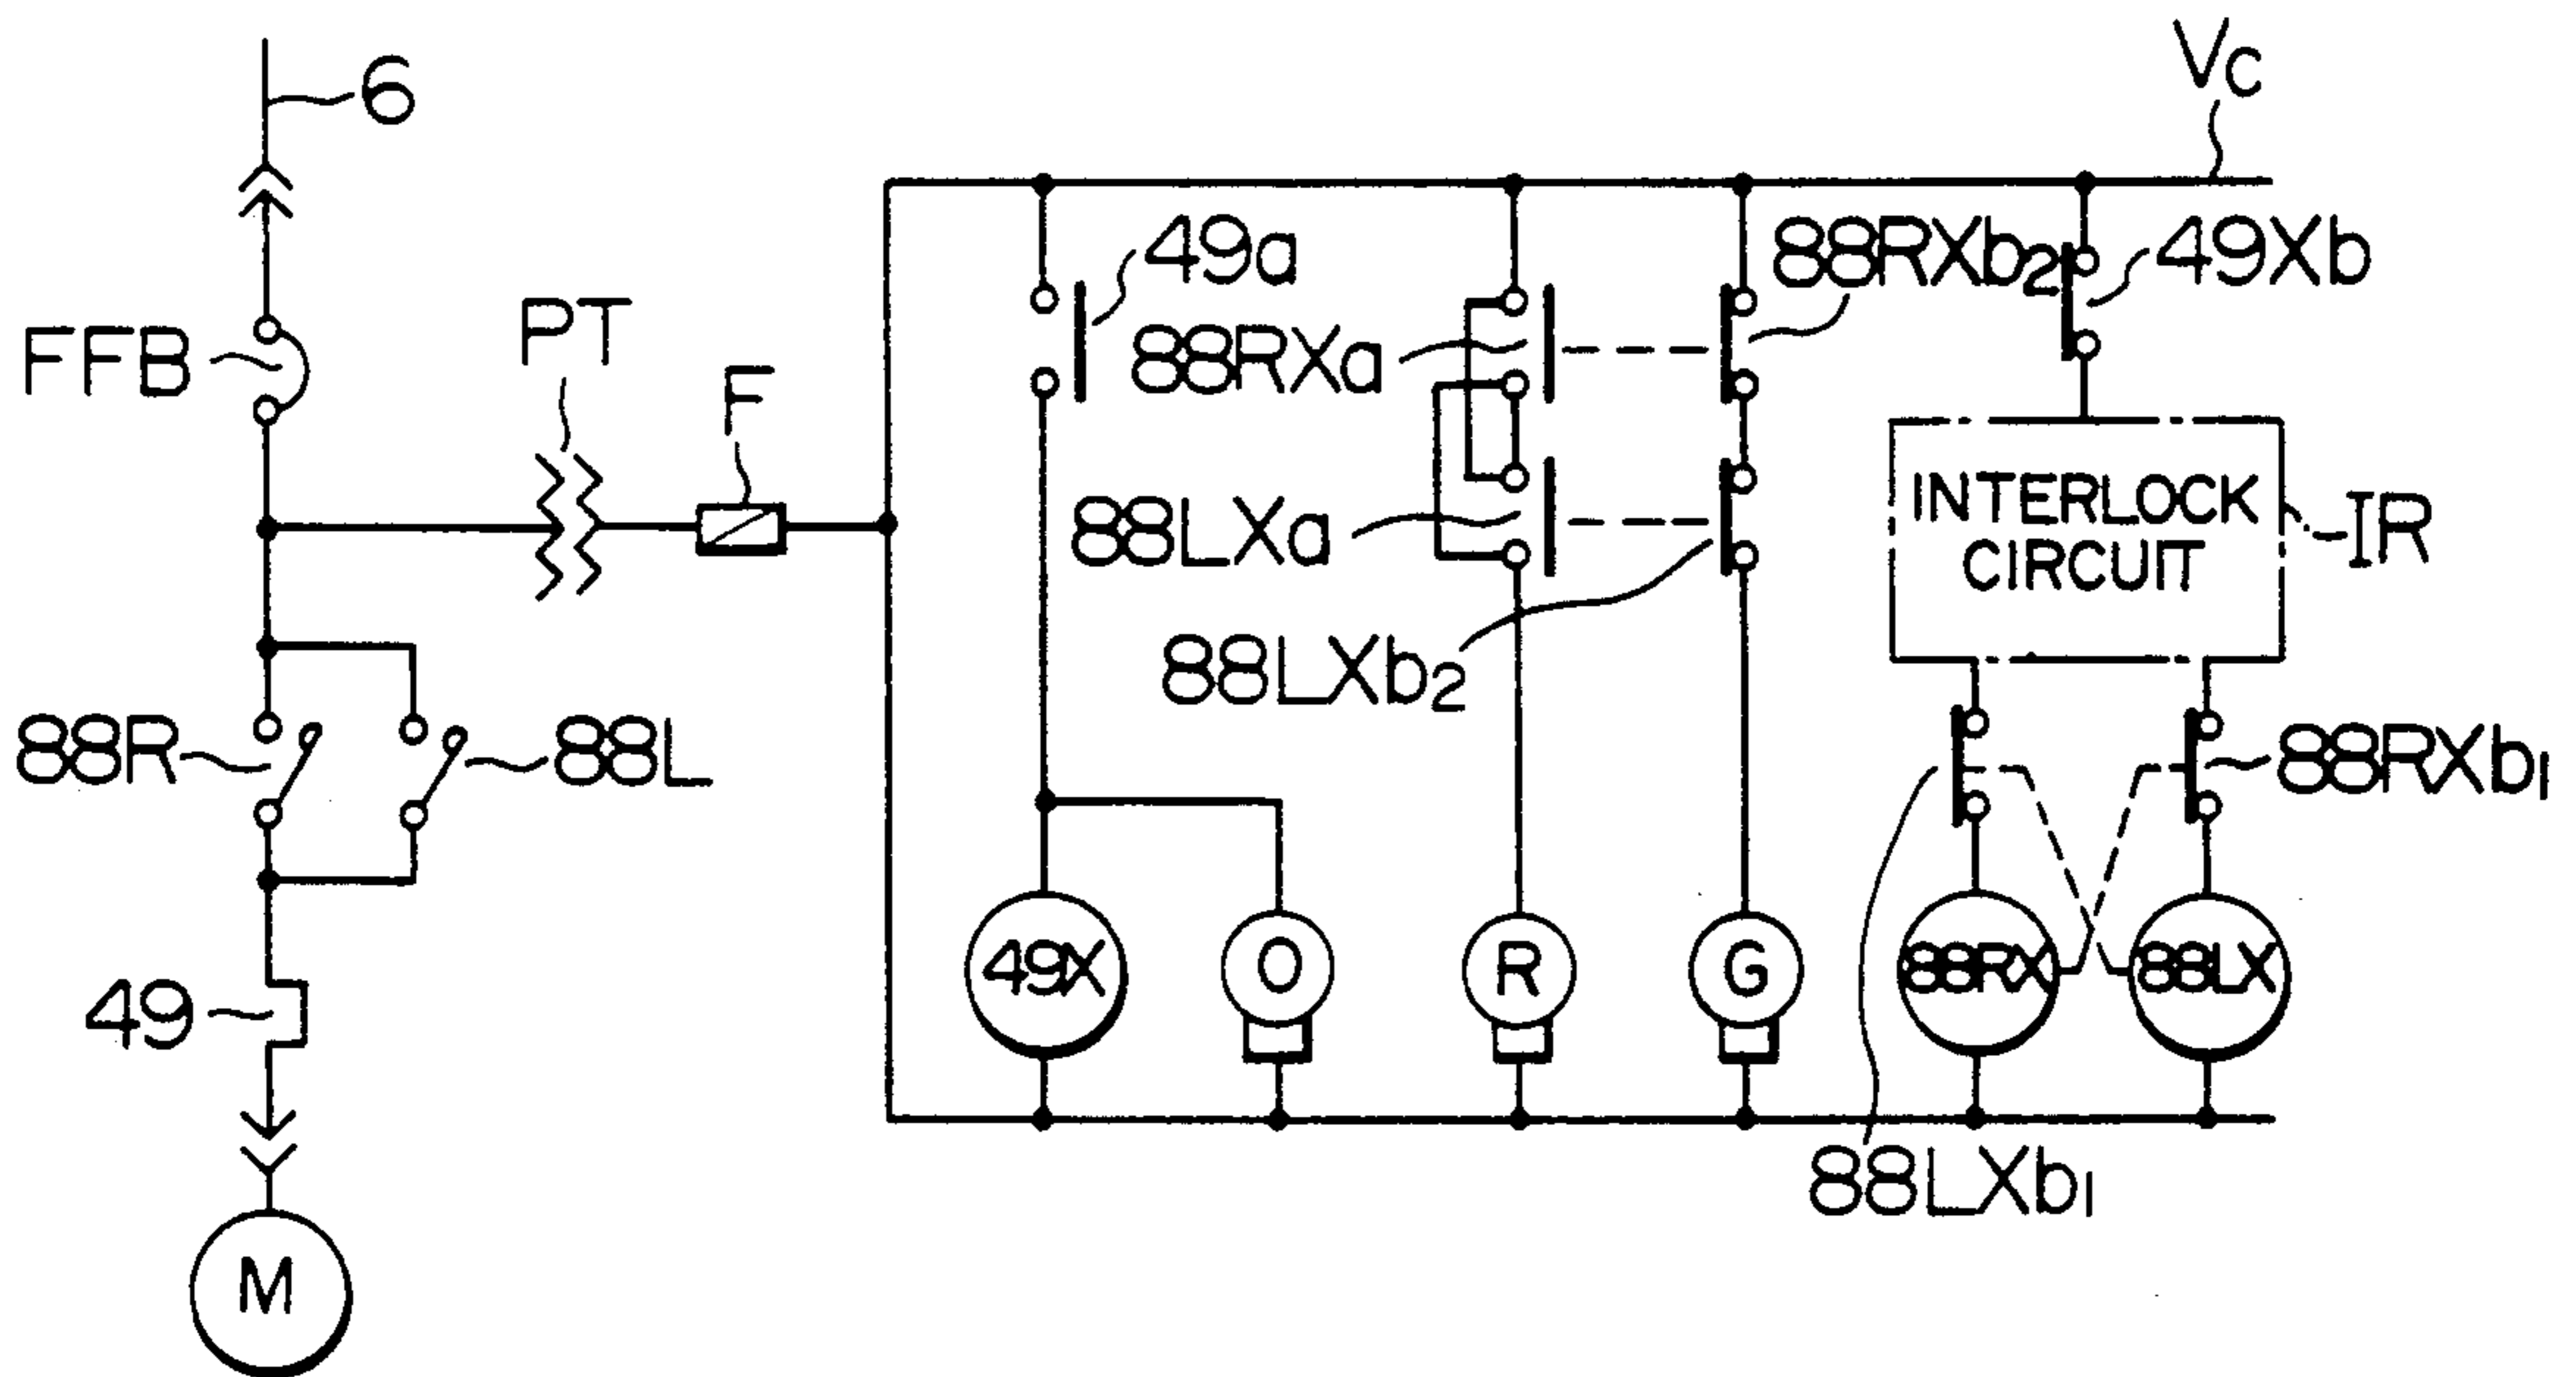 6
V_C
FFB
PT
F
49a
88RXa
88RXb₂
49Xb
88LXa
88LXb₂
INTERLOCK
CIRCUIT
IR
88R
88L
88RXb₁
49
49X
O
R
G
88RX
88LX
88LXb₁
M